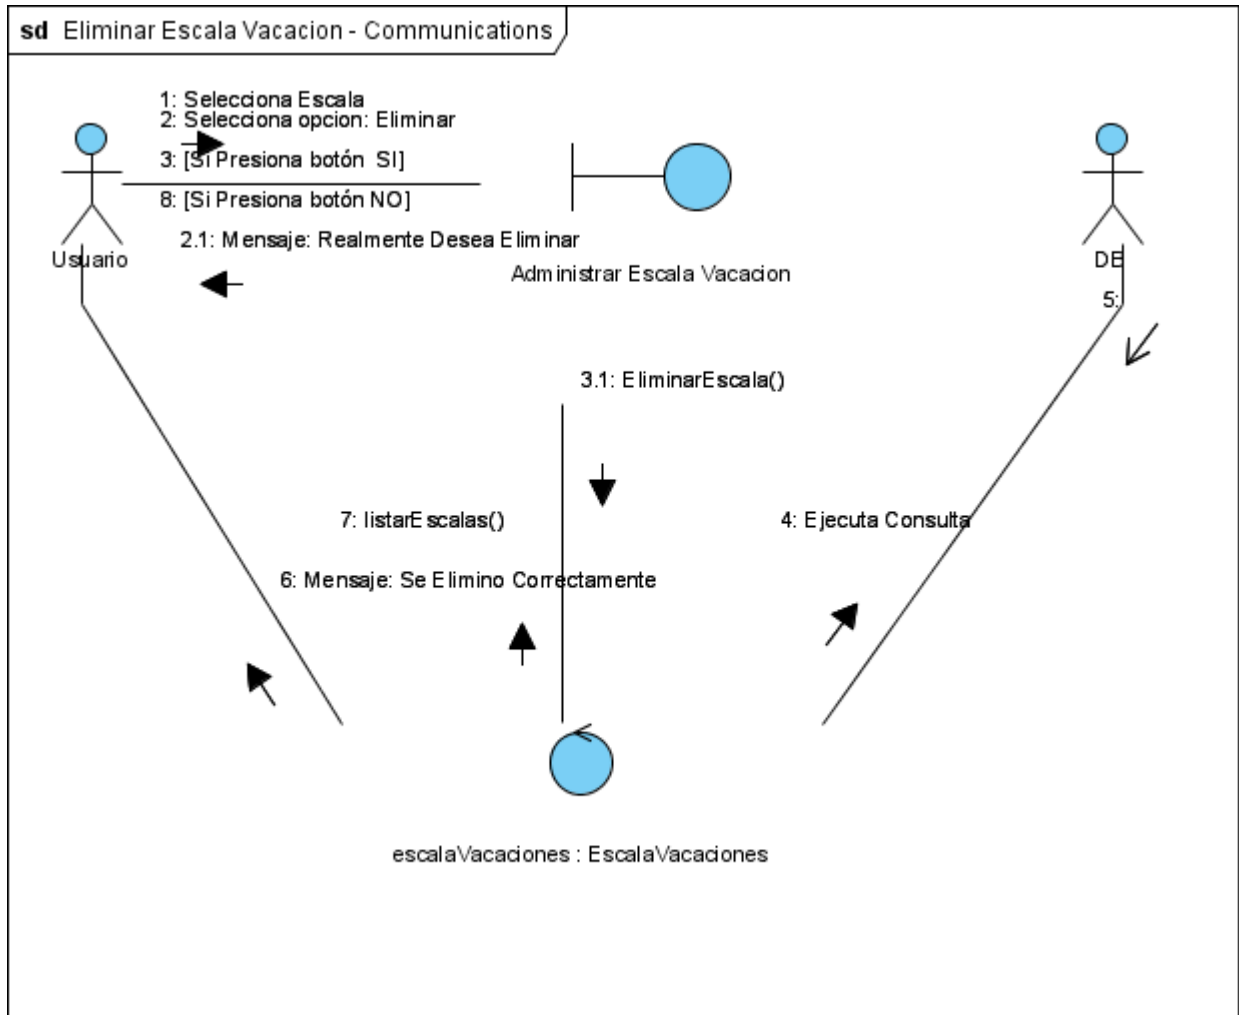 sd Eliminar Escala Vacacion - Communications
1: Selecciona Escala
2: Selecciona opcion: Eliminar
3: [Si Presiona botón  SI]
8: [Si Presiona botón NO]
2.1: Mensaje: Realmente Desea Eliminar
Usuario
Administrar Escala Vacacion
DE
5:
3.1: EliminarEscala()
7: listarEscalas()
4: Ejecuta Consulta
6: Mensaje: Se Elimino Correctamente
escalaVacaciones : EscalaVacaciones